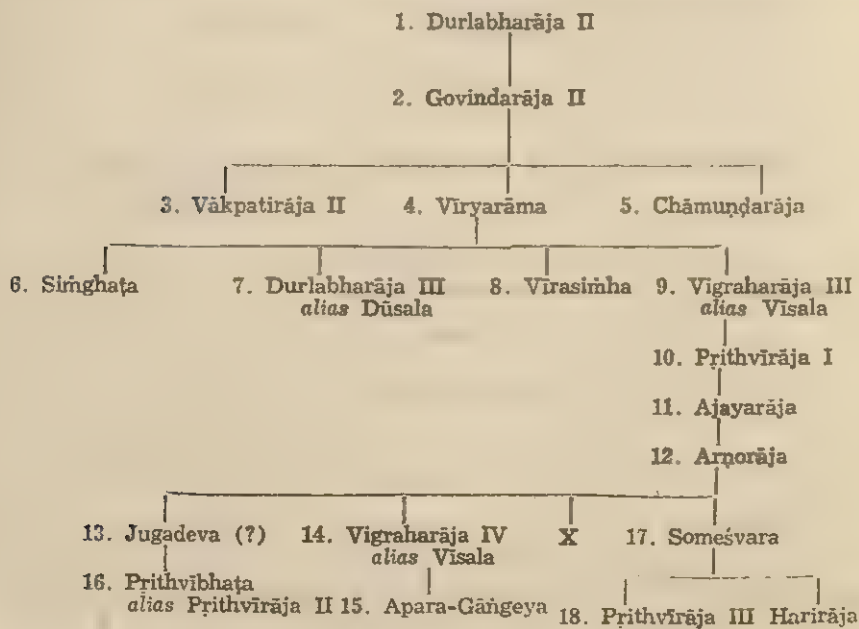 1. Durlabharāja II
2. Govindarāja II
3. Vākpatirāja II 4. Vīryarāma 5. Chāmuṇḍarāja
6. Siṁghaṭa 7. Durlabharāja III 8. Vīrasiṁha 9. Vigraharāja III
alias Dūsala alias Vīsala
10. Pṛithvīrāja I
11. Ajayarāja
12. Arṇorāja
13. Jugadeva (?) 14. Vigraharāja IV X 17. Someśvara
alias Vīsala
16. Pṛithvībhaṭa
alias Pṛithvīrāja II 15. Apara-Gāṅgeya 18. Pṛithvīrāja III Harirāja